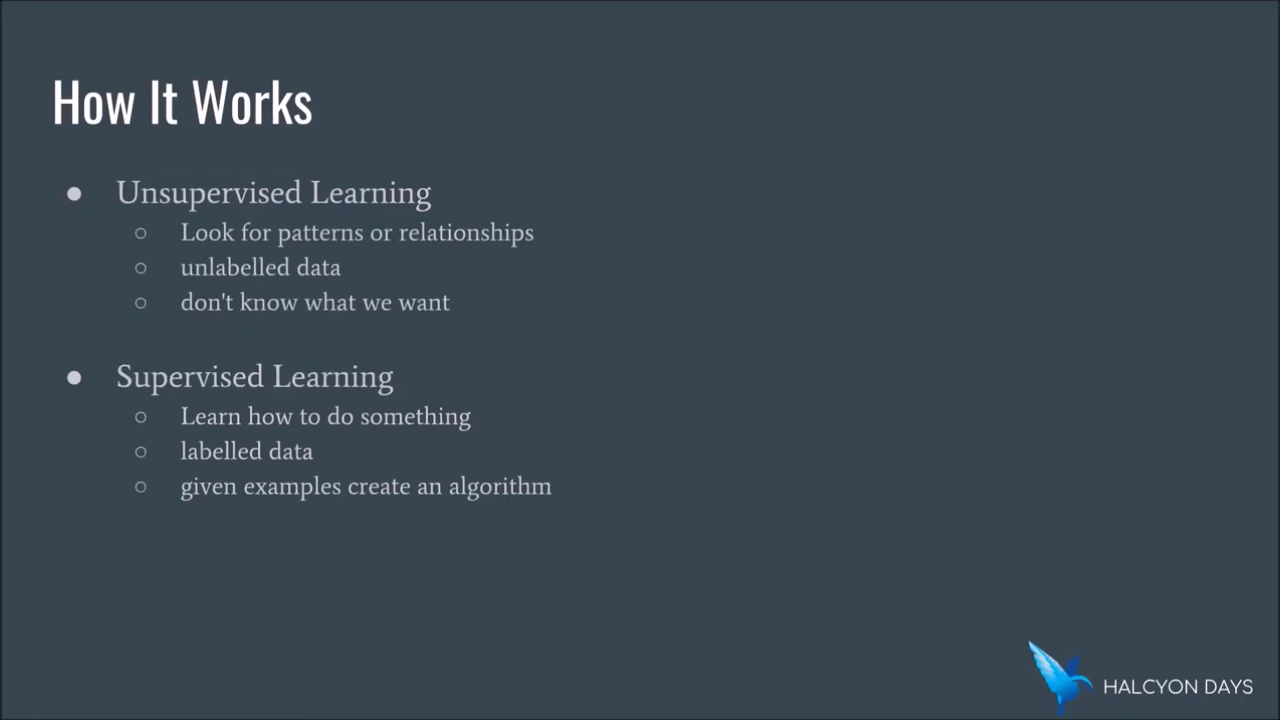 How It Works
● Unsupervised Learning
○ Look for patterns or relationships
○ unlabelled data
○ don't know what we want
● Supervised Learning
○ Learn how to do something
○ labelled data
○ given examples create an algorithm
HALCYON DAYS